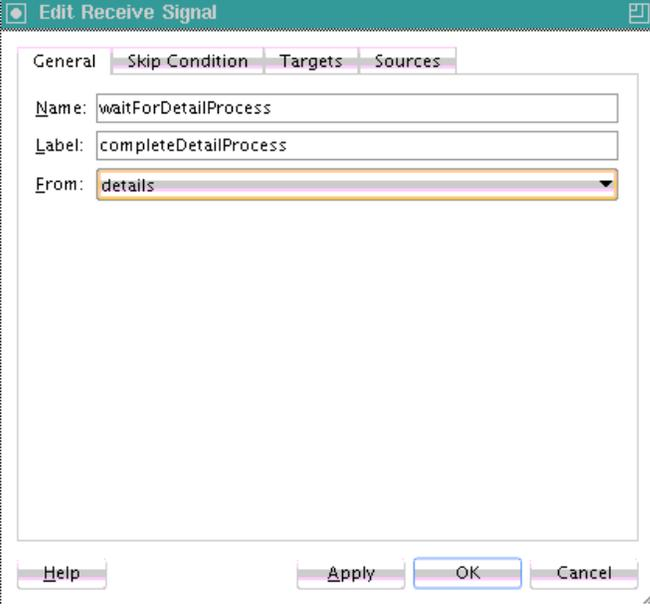 Edit Receive Signal
General Skip Condition Targets Sources
Name: waitForDetailProcess
Label: completeDetailProcess
From: details
Help Apply OK Cancel